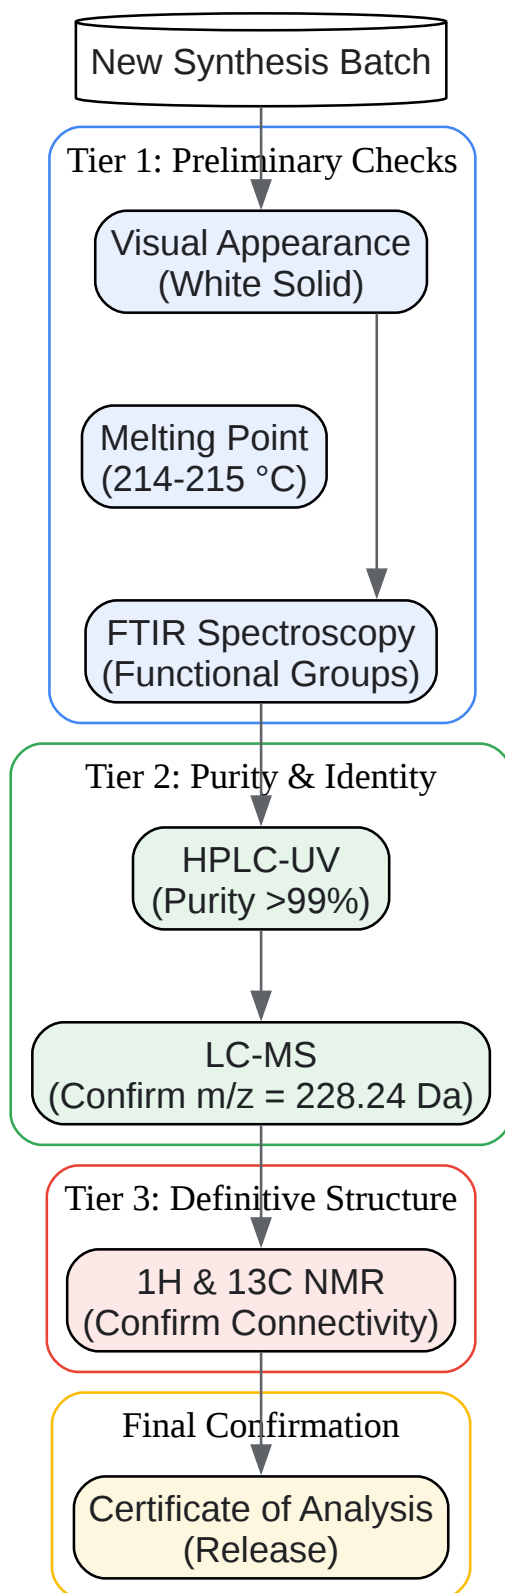 New Synthesis Batch
Tier 1: Preliminary Checks
Visual Appearance
(White Solid)
Melting Point
(214-215 °C)
FTIR Spectroscopy
(Functional Groups)
Tier 2: Purity & Identity
HPLC-UV
(Purity >99%)
LC-MS
(Confirm m/z = 228.24 Da)
Tier 3: Definitive Structure
1H & 13C NMR
(Confirm Connectivity)
Final Confirmation
Certificate of Analysis
(Release)